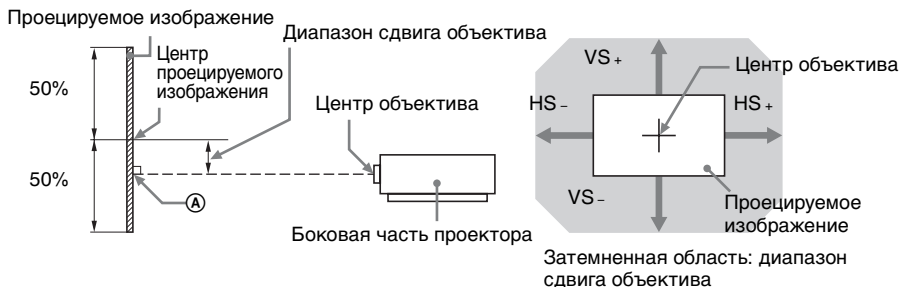 Проецируемое изображение
Диапазон сдвига объектива
Центр
проецируемого
изображения
50%
Центр объектива
50%
A
Боковая часть проектора
VS +
Центр объектива
HS –
HS +
VS –
Проецируемое
изображение
Затемненная область: диапазон
сдвига объектива